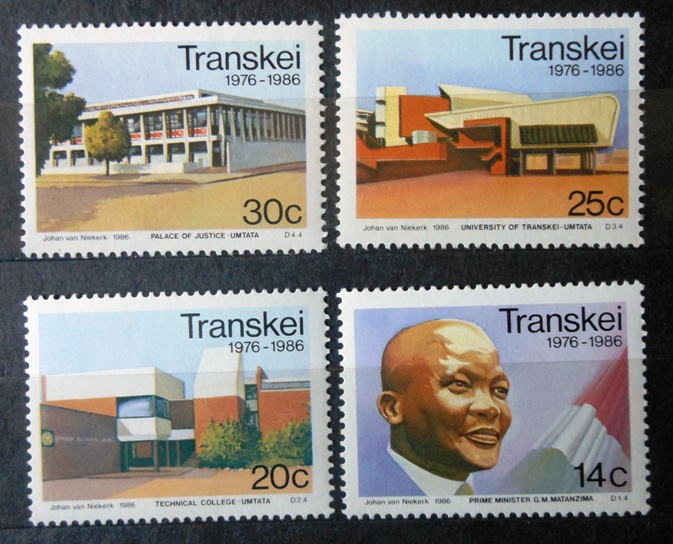 Transkei
1976-1986
30c
Johan van Niekerk 1986 PALACE OF JUSTICE·UMTATA D 4.4
Transkei
1976-1986
25c
Johan van Niekerk 1986 UNIVERSITY OF TRANSKEI·UMTATA D 3.4
Transkei
1976-1986
20c
Johan van Niekerk 1986 TECHNICAL COLLEGE·UMTATA D 2.4
Transkei
1976-1986
14c
Johan van Niekerk 1986 PRIME MINISTER G.M. MATANZIMA D 1.4